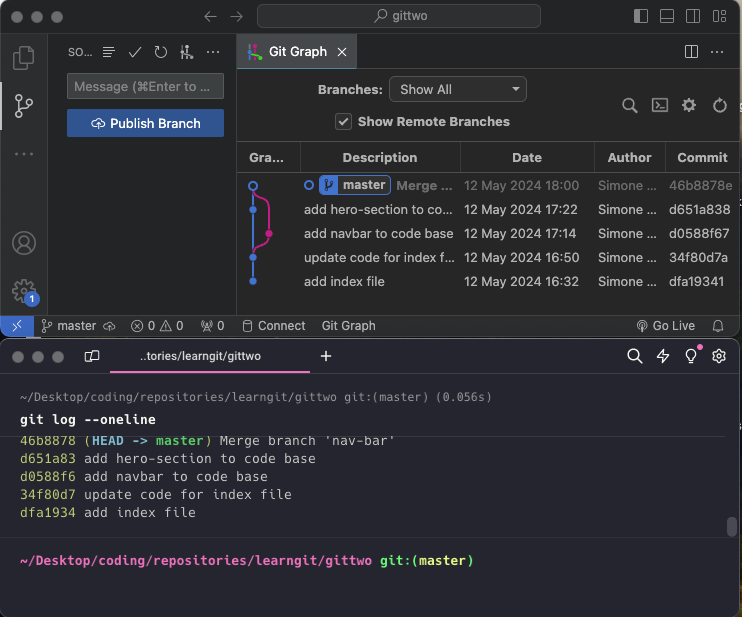 gittwo
SO...
Git Graph
Message (⌘Enter to ...
Publish Branch
Branches: Show All
Show Remote Branches
Gra... Description Date Author Commit
master Merge ... 12 May 2024 18:00 Simone ... 46b8878e
add hero-section to co... 12 May 2024 17:22 Simone ... d651a838
add navbar to code base 12 May 2024 17:14 Simone ... d0588f67
update code for index f... 12 May 2024 16:50 Simone ... 34f80d7a
add index file 12 May 2024 16:32 Simone ... dfa19341
1
master 0 0 0 Connect Git Graph Go Live
..tories/learngit/gittwo
~/Desktop/coding/repositories/learngit/gittwo git:(master) (0.056s)
git log --oneline
46b8878 (HEAD -> master) Merge branch 'nav-bar'
d651a83 add hero-section to code base
d0588f6 add navbar to code base
34f80d7 update code for index file
dfa1934 add index file
~/Desktop/coding/repositories/learngit/gittwo git:(master)